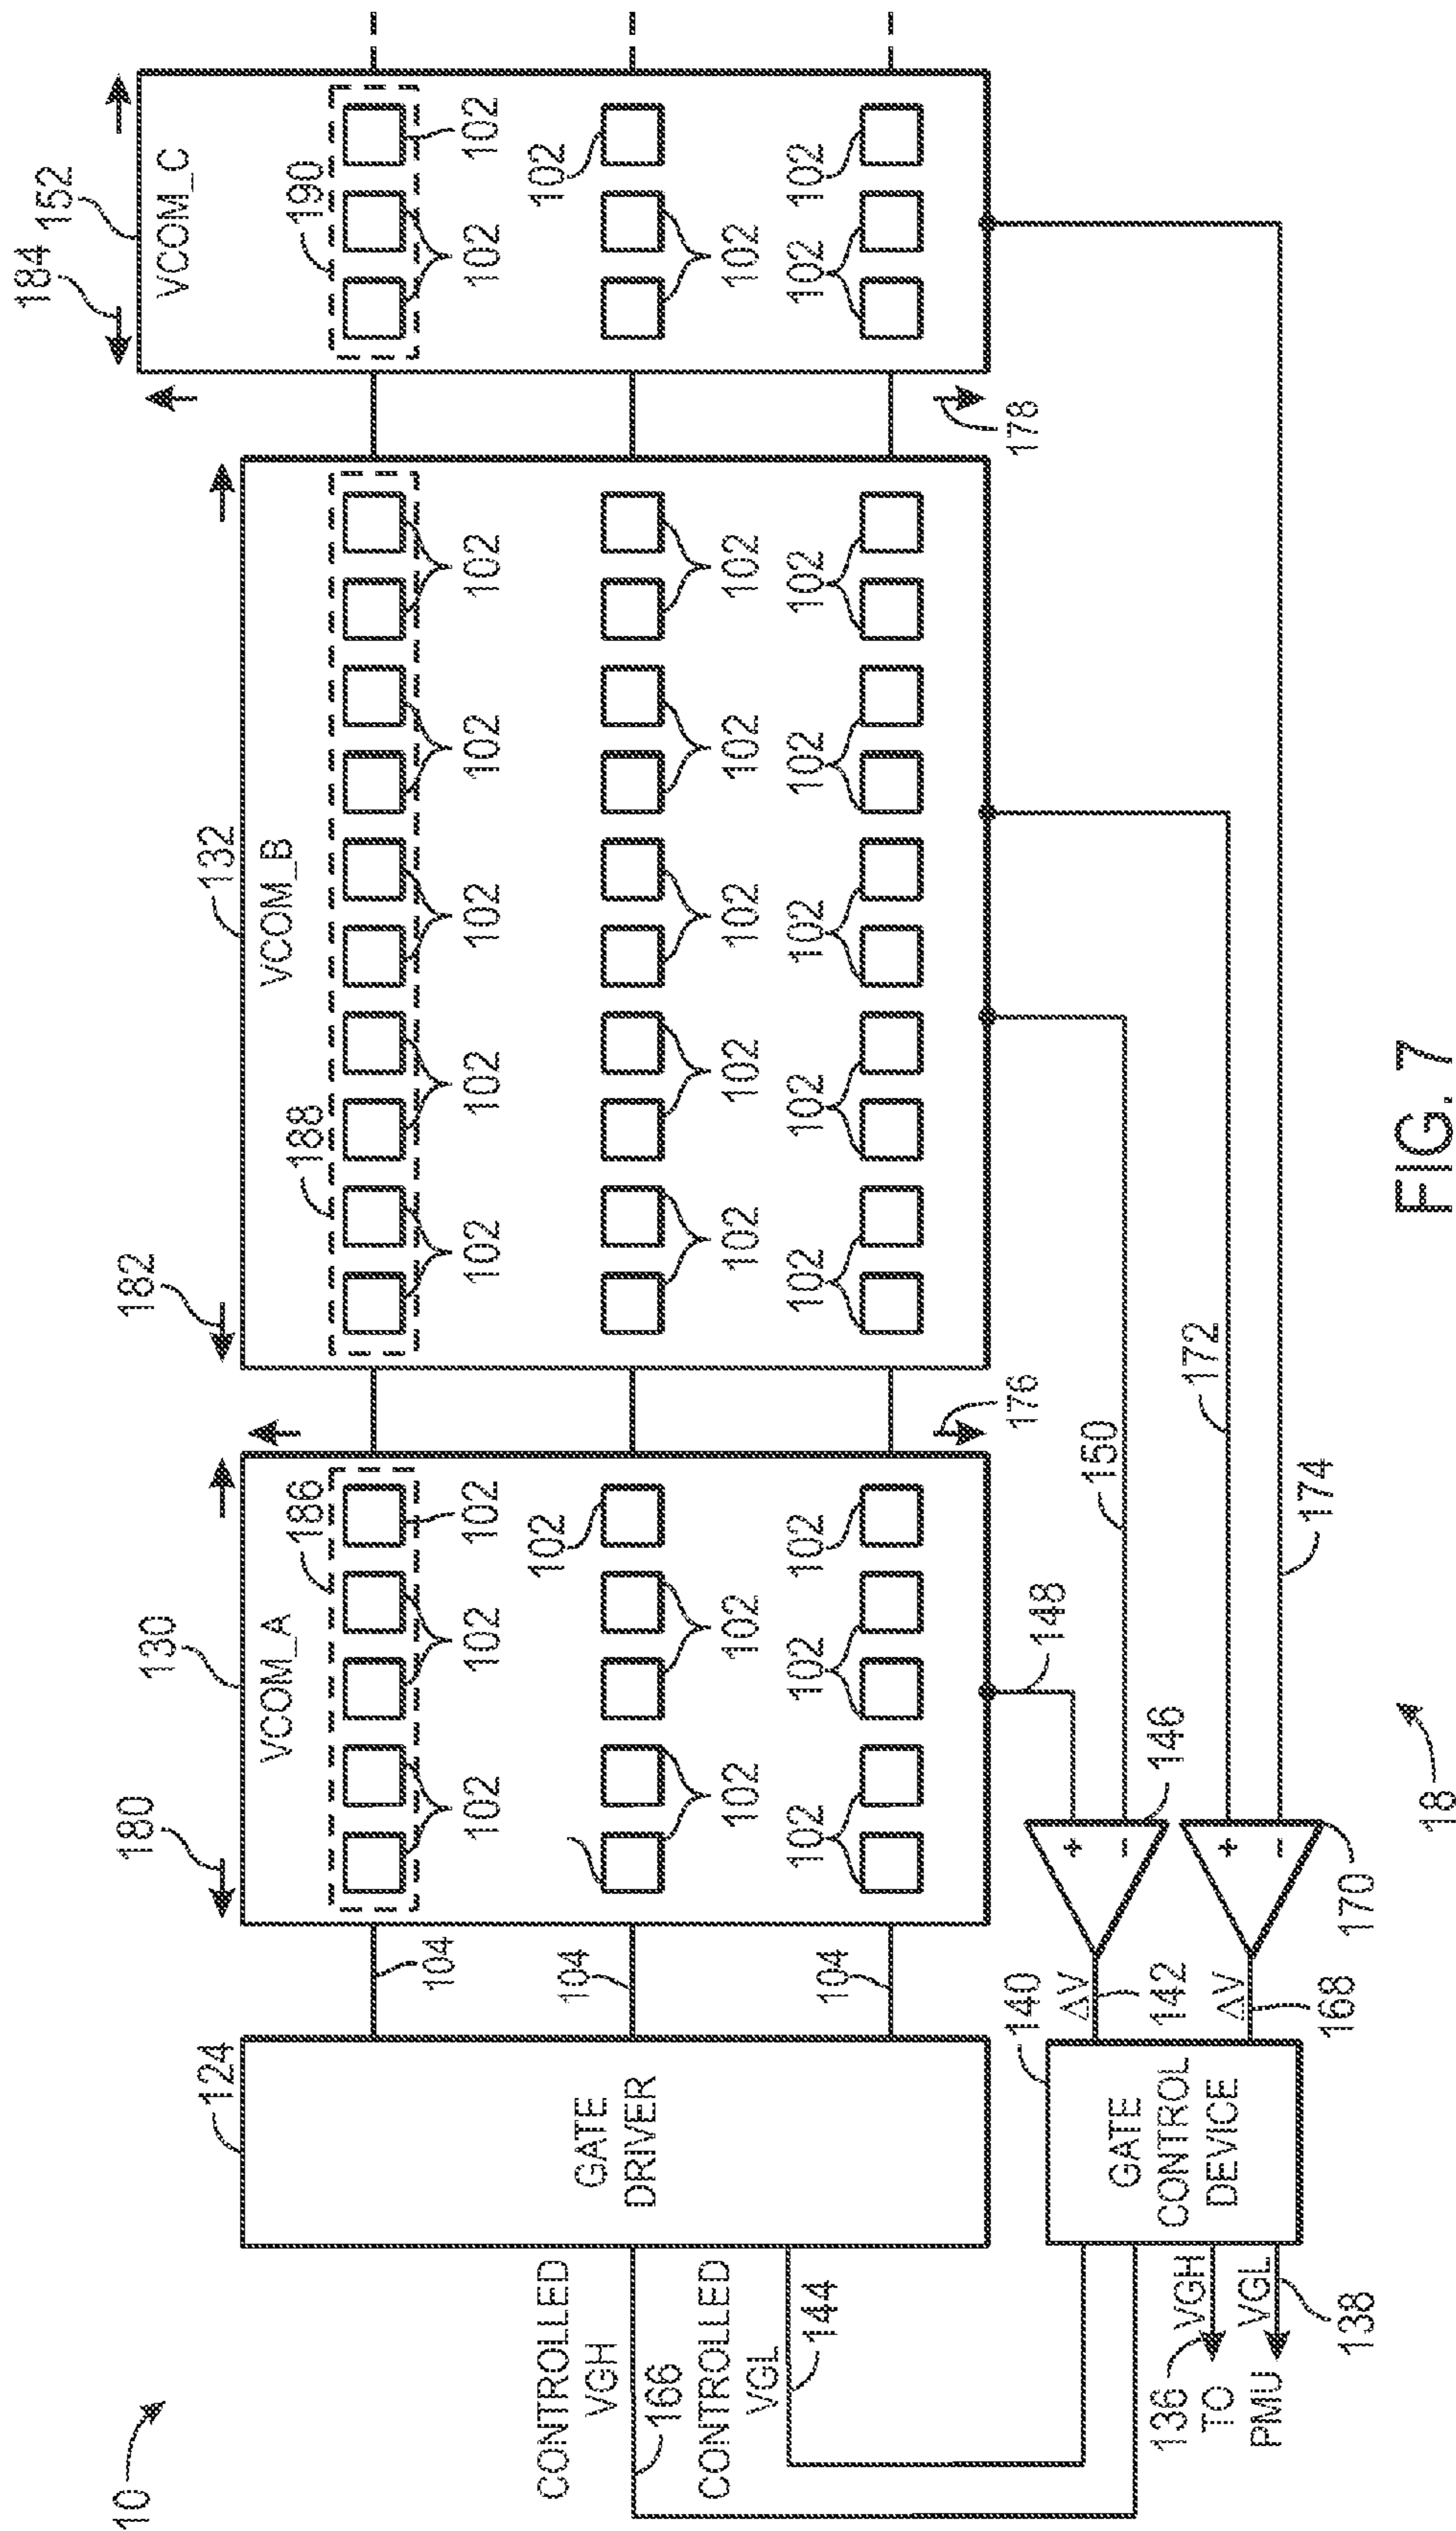 10
184
152
180
130
182
132
VCOM_C
124
VCOM_A
VCOM_B
186
188
190
104
102 102 102 102 102 102 102 102 102 102
CONTROLLED
VGH
166
GATE
DRIVER
104
102 102
102 102 102 102 102 102 102 102
CONTROLLED
VGL
144
104
102 102 102 102 102 102 102 102 102 102
176
178
140
148
ΔV
142
146
150
GATE
CONTROL
DEVICE
136
VGH
TO
PMU
VGL
138
ΔV
168
+
−
+
−
170
172
174
18
FIG. 7